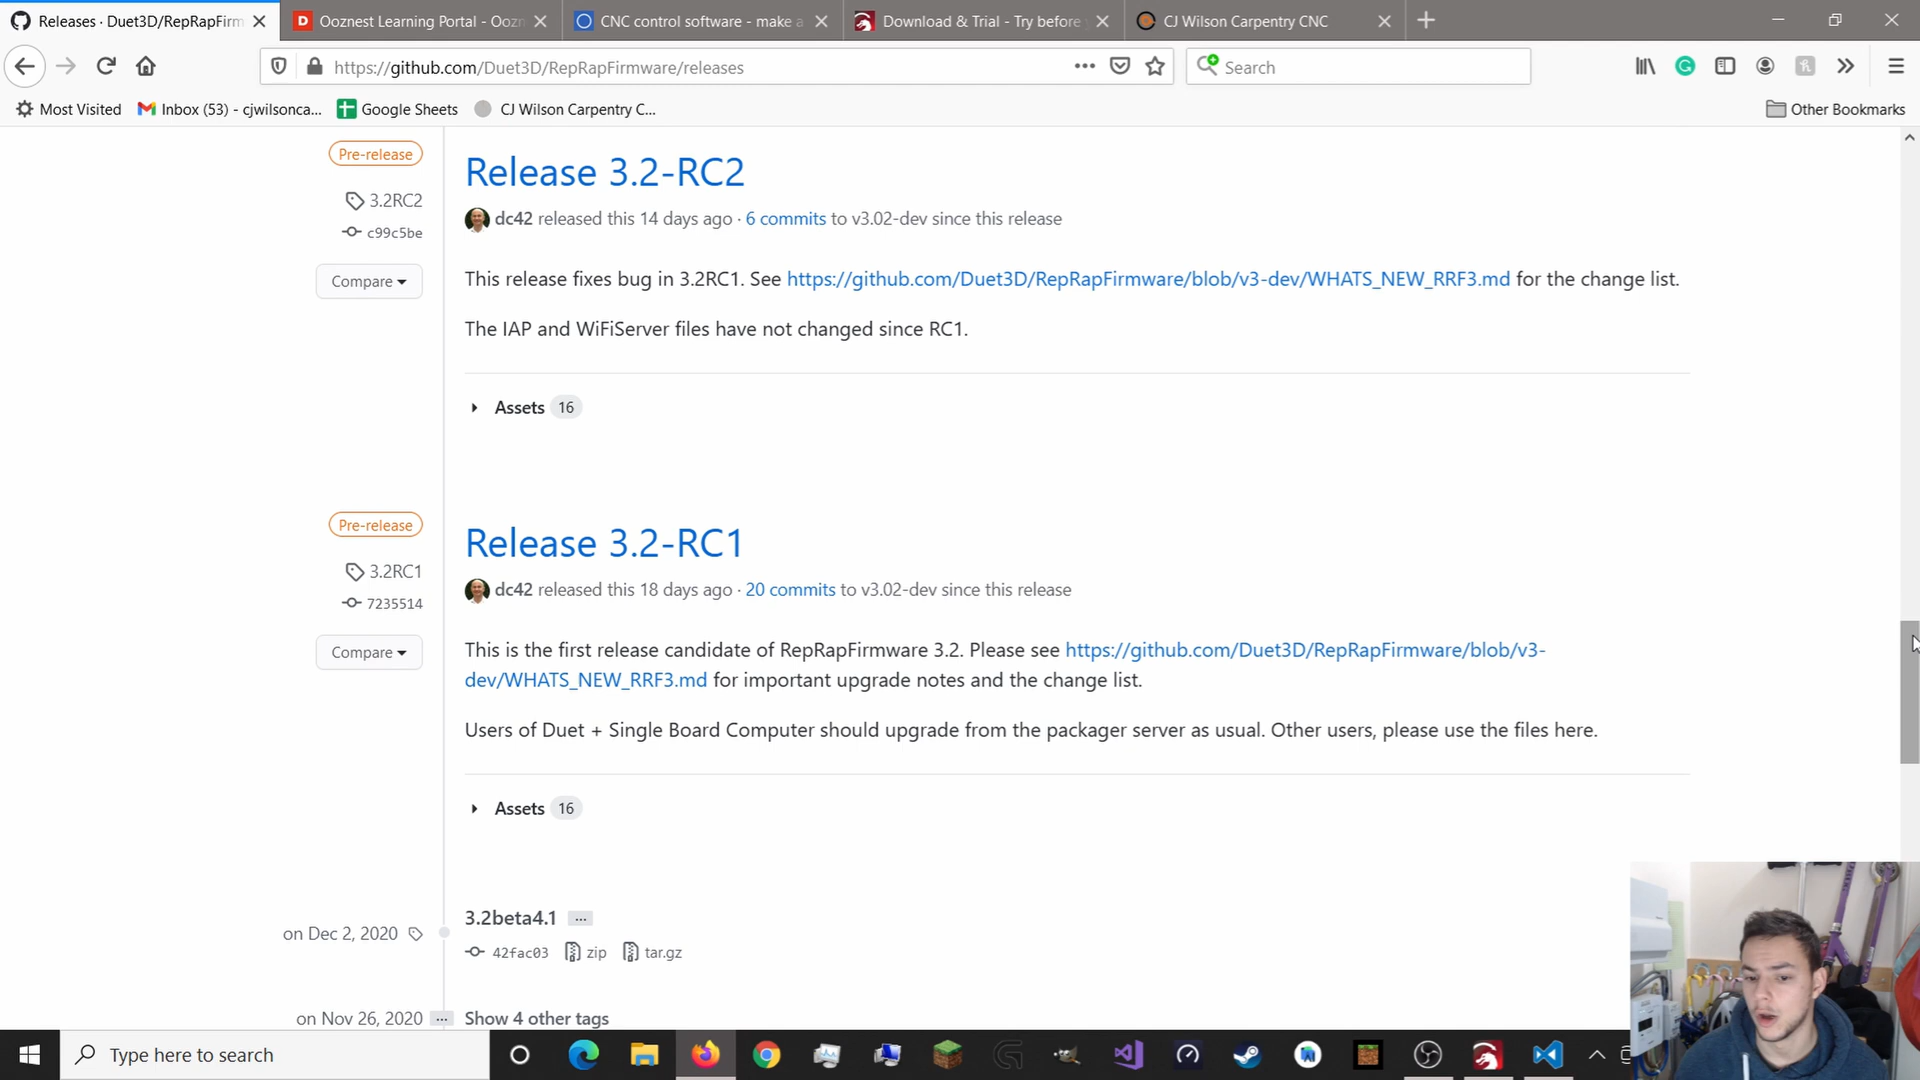 Releases · Duet3D/RepRapFirm
Ooznest Learning Portal - Oozn
CNC control software - make a
Download & Trial - Try before
CJ Wilson Carpentry CNC
https://github.com/Duet3D/RepRapFirmware/releases
Search
Most Visited
Inbox (53) - cjwilsonca...
Google Sheets
CJ Wilson Carpentry C...
Other Bookmarks
Pre-release
Release 3.2-RC2
3.2RC2
dc42 released this 14 days ago · 6 commits to v3.02-dev since this release
c99c5be
Compare
This release fixes bug in 3.2RC1. See https://github.com/Duet3D/RepRapFirmware/blob/v3-dev/WHATS_NEW_RRF3.md for the change list.
The IAP and WiFiServer files have not changed since RC1.
Assets 16
Pre-release
Release 3.2-RC1
3.2RC1
dc42 released this 18 days ago · 20 commits to v3.02-dev since this release
7235514
Compare
This is the first release candidate of RepRapFirmware 3.2. Please see https://github.com/Duet3D/RepRapFirmware/blob/v3-
dev/WHATS_NEW_RRF3.md for important upgrade notes and the change list.
Users of Duet + Single Board Computer should upgrade from the packager server as usual. Other users, please use the files here.
Assets 16
3.2beta4.1 ...
on Dec 2, 2020
42fac03 zip tar.gz
on Nov 26, 2020 ... Show 4 other tags
Type here to search